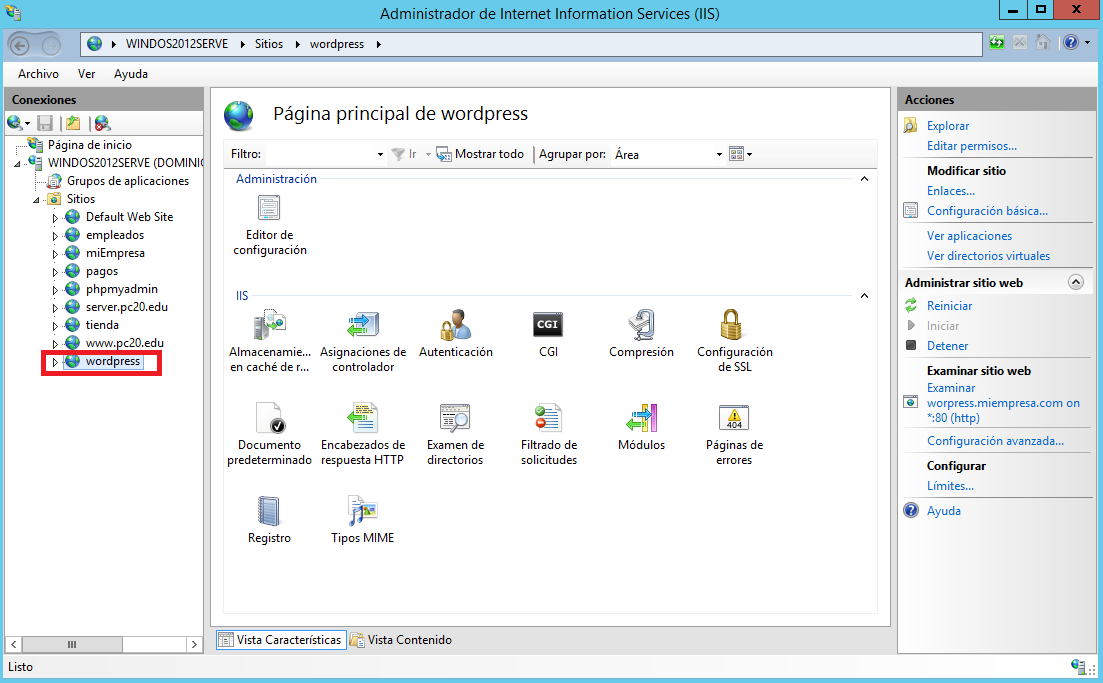 Administrador de Internet Information Services (IIS)
WINDOS2012SERVE
Sitios
wordpress
Archivo
Ver
Ayuda
Conexiones
Página de inicio
WINDOS2012SERVE (DOMINIC
Grupos de aplicaciones
Sitios
Default Web Site
empleados
miEmpresa
pagos
phpmyadmin
server.pc20.edu
tienda
www.pc20.edu
wordpress
Página principal de wordpress
Filtro:
Ir
Mostrar todo
Agrupar por:
Área
Administración
Editor de
configuración
IIS
Almacenamie...
en caché de r...
Asignaciones de
controlador
Autenticación
CGI
CGI
Compresión
Configuración
de SSL
Documento
predeterminado
Encabezados de
respuesta HTTP
Examen de
directorios
Filtrado de
solicitudes
Módulos
404
Páginas de
errores
Registro
Tipos MIME
Vista Características
Vista Contenido
Acciones
Explorar
Editar permisos...
Modificar sitio
Enlaces...
Configuración básica...
Ver aplicaciones
Ver directorios virtuales
Administrar sitio web
Reiniciar
Iniciar
Detener
Examinar sitio web
Examinar
worpress.miempresa.com on
*:80 (http)
Configuración avanzada...
Configurar
Límites...
Ayuda
Listo